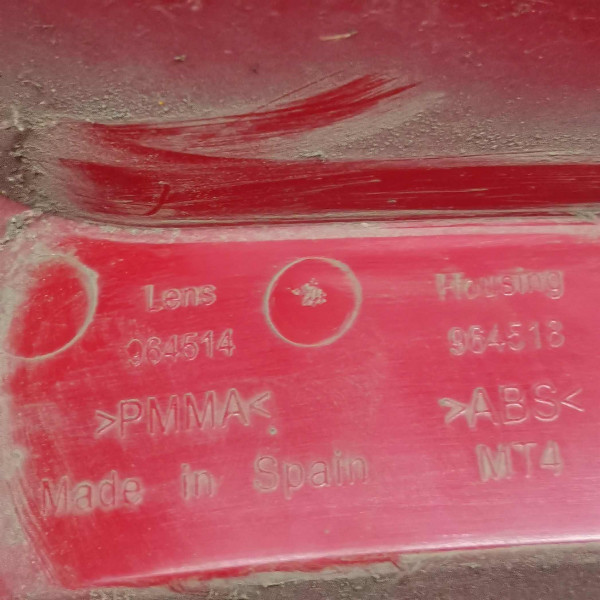 Lens
964514
>PMMA<
Made in Spain
Housing
964518
>ABS<
MT4